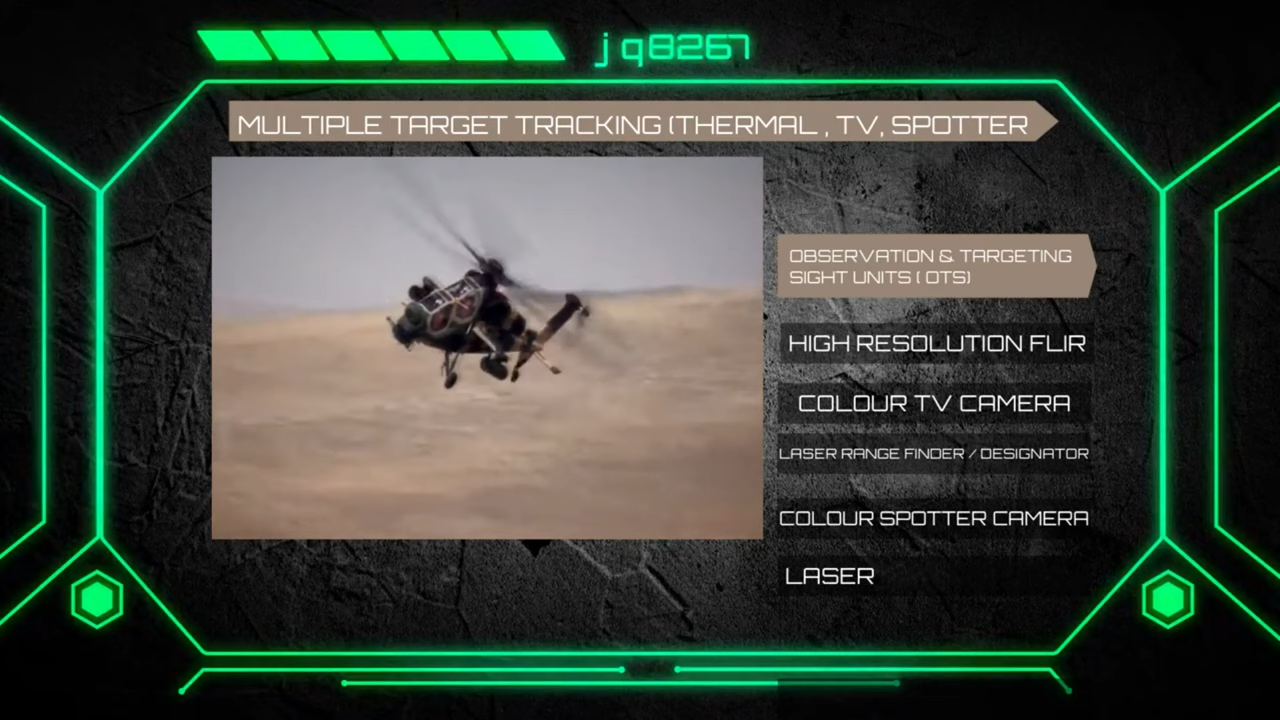 jq8267
MULTIPLE TARGET TRACKING (THERMAL , TV, SPOTTER
OBSERVATION & TARGETING
SIGHT UNITS ( OTS)
HIGH RESOLUTION FLIR
COLOUR TV CAMERA
LASER RANGE FINDER / DESIGNATOR
COLOUR SPOTTER CAMERA
LASER